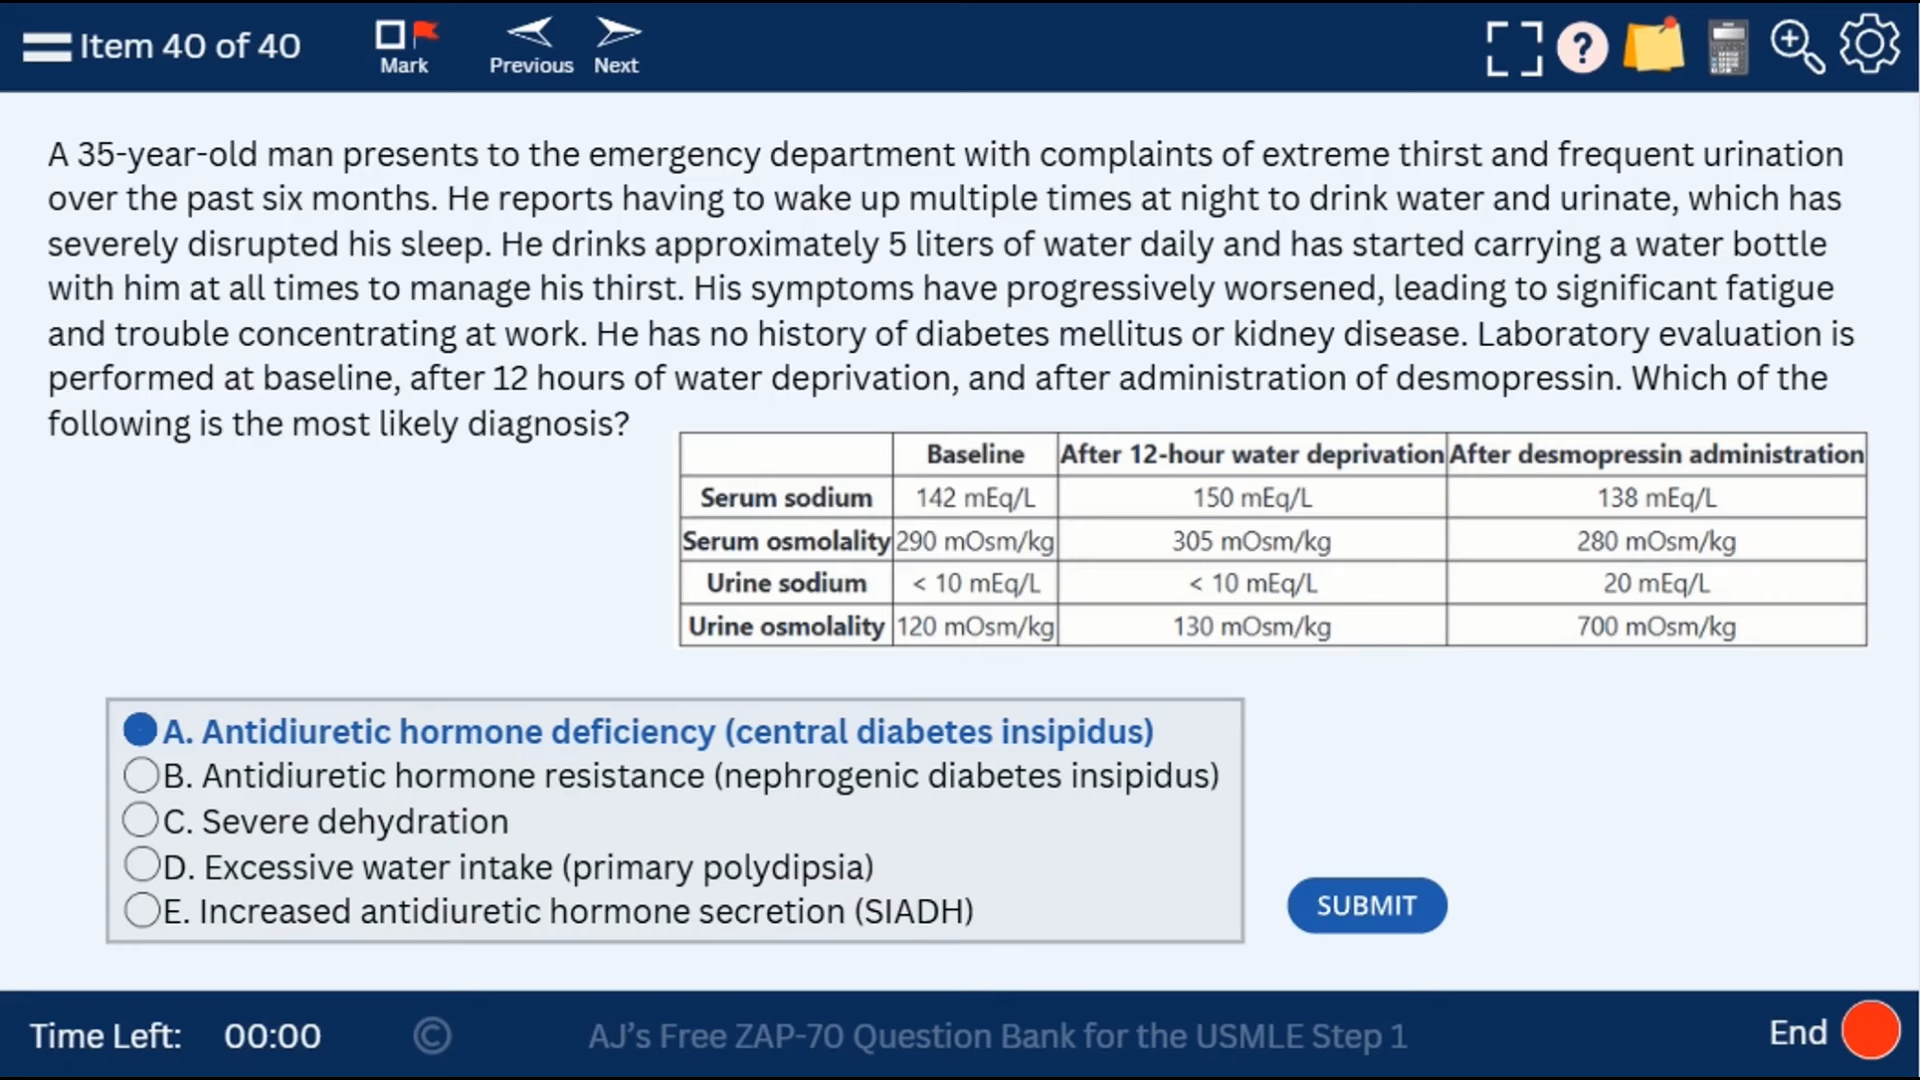 Item 40 of 40
Mark
Previous
Next
?
A 35-year-old man presents to the emergency department with complaints of extreme thirst and frequent urination
over the past six months. He reports having to wake up multiple times at night to drink water and urinate, which has
severely disrupted his sleep. He drinks approximately 5 liters of water daily and has started carrying a water bottle
with him at all times to manage his thirst. His symptoms have progressively worsened, leading to significant fatigue
and trouble concentrating at work. He has no history of diabetes mellitus or kidney disease. Laboratory evaluation is
performed at baseline, after 12 hours of water deprivation, and after administration of desmopressin. Which of the
following is the most likely diagnosis?
Baseline After 12-hour water deprivation After desmopressin administration
Serum sodium 142 mEq/L 150 mEq/L 138 mEq/L
Serum osmolality 290 mOsm/kg 305 mOsm/kg 280 mOsm/kg
Urine sodium < 10 mEq/L < 10 mEq/L 20 mEq/L
Urine osmolality 120 mOsm/kg 130 mOsm/kg 700 mOsm/kg
A. Antidiuretic hormone deficiency (central diabetes insipidus)
B. Antidiuretic hormone resistance (nephrogenic diabetes insipidus)
C. Severe dehydration
D. Excessive water intake (primary polydipsia)
E. Increased antidiuretic hormone secretion (SIADH)
SUBMIT
Time Left: 00:00
©
AJ's Free ZAP-70 Question Bank for the USMLE Step 1
End